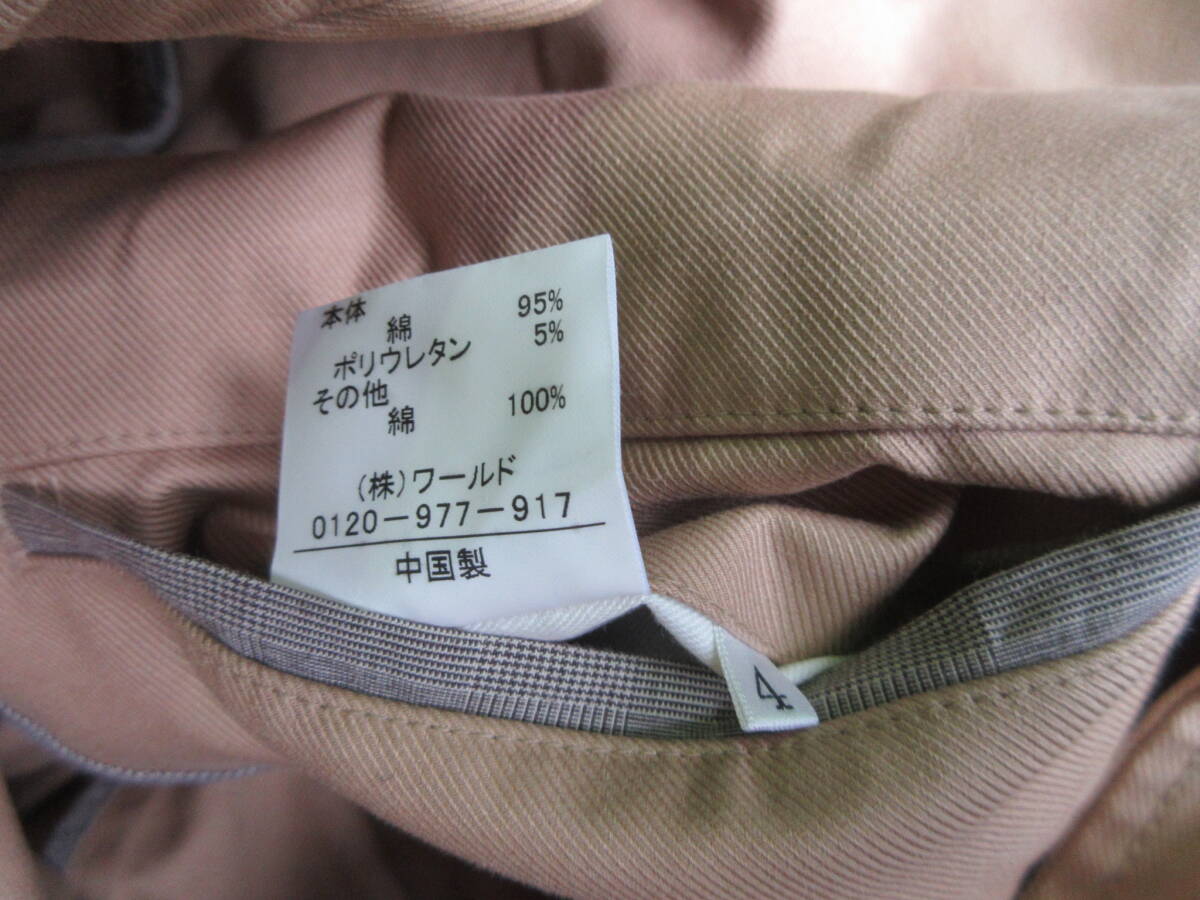 本体
綿 95%
ポリウレタン 5%
その他
綿 100%
(株)ワールド
0120-977-917
中国製
4